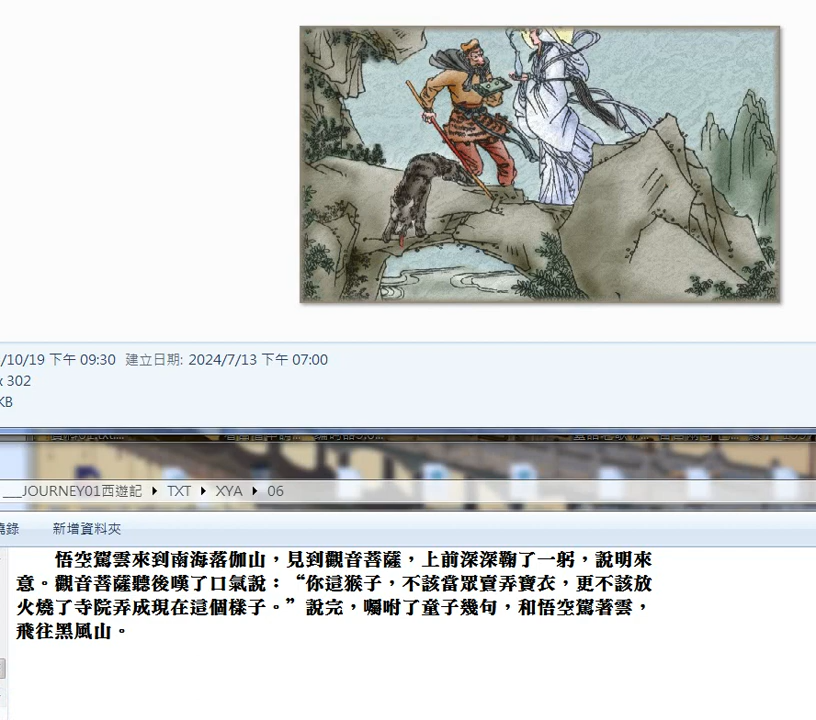 /10/19 下午 09:30 建立日期: 2024/7/13 下午 07:00
x 302
KB
___JOURNEY01西遊記 ▸ TXT ▸ XYA ▸ 06
燒錄 新增資料夾
悟空駕雲來到南海落伽山，見到觀音菩薩，上前深深鞠了一躬，說明來
意。觀音菩薩聽後嘆了口氣說：“你這猴子，不該當眾賣弄寶衣，更不該放
火燒了寺院弄成現在這個樣子。”說完，囑咐了童子幾句，和悟空駕著雲，
飛往黑風山。